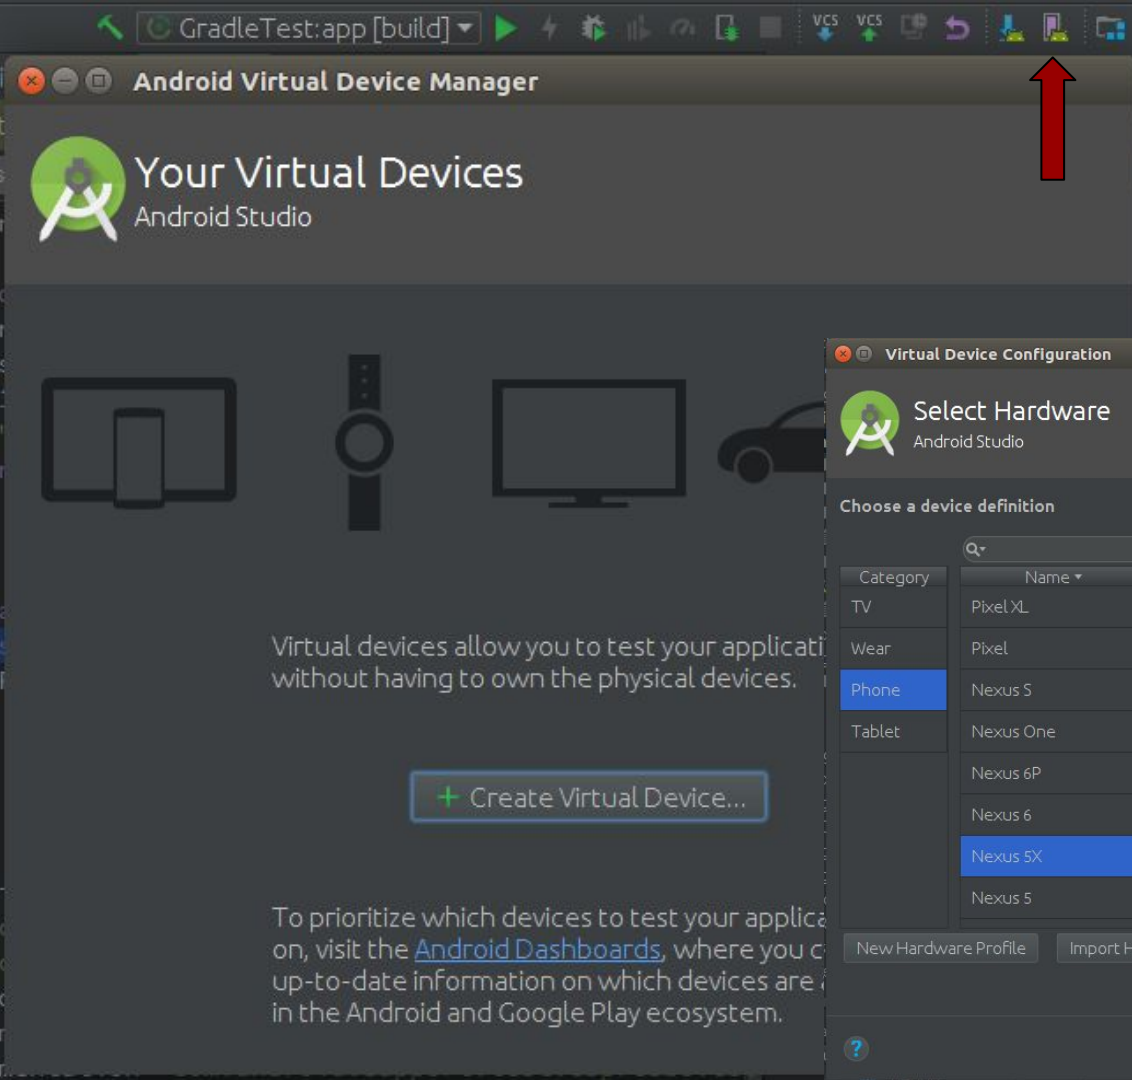 GradleTest:app [build]
VCS VCS
Android Virtual Device Manager
Your Virtual Devices
Android Studio
Virtual devices allow you to test your applicati
without having to own the physical devices.
+ Create Virtual Device...
To prioritize which devices to test your applica
on, visit the Android Dashboards, where you c
up-to-date information on which devices are
in the Android and Google Play ecosystem.
Virtual Device Configuration
Select Hardware
Android Studio
Choose a device definition
Category Name
TV Pixel XL
Wear Pixel
Phone Nexus S
Tablet Nexus One
Nexus 6P
Nexus 6
Nexus 5X
Nexus 5
New Hardware Profile Import H
?